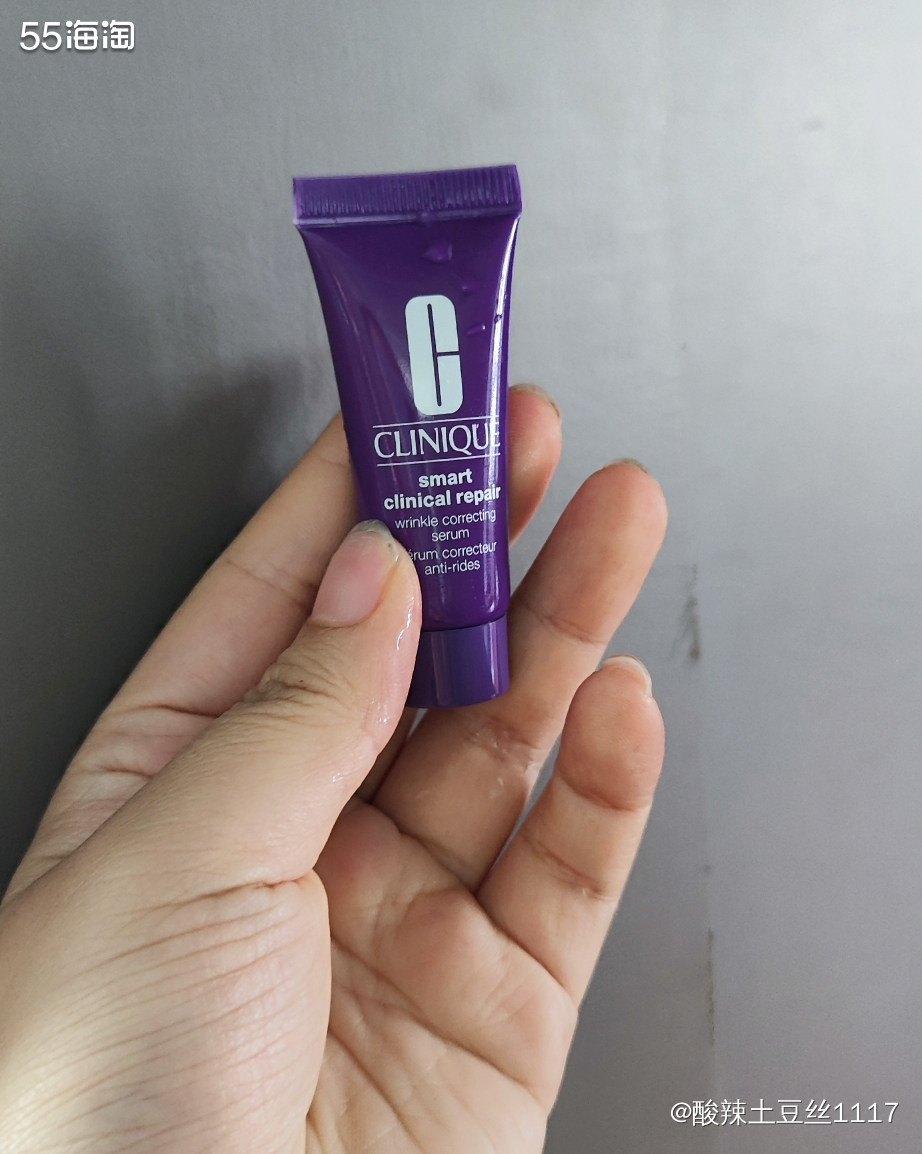 55海淘
C
CLINIQUE
smart
clinical repair
wrinkle correcting
serum
érum correcteur
anti-rides
@酸辣土豆丝1117